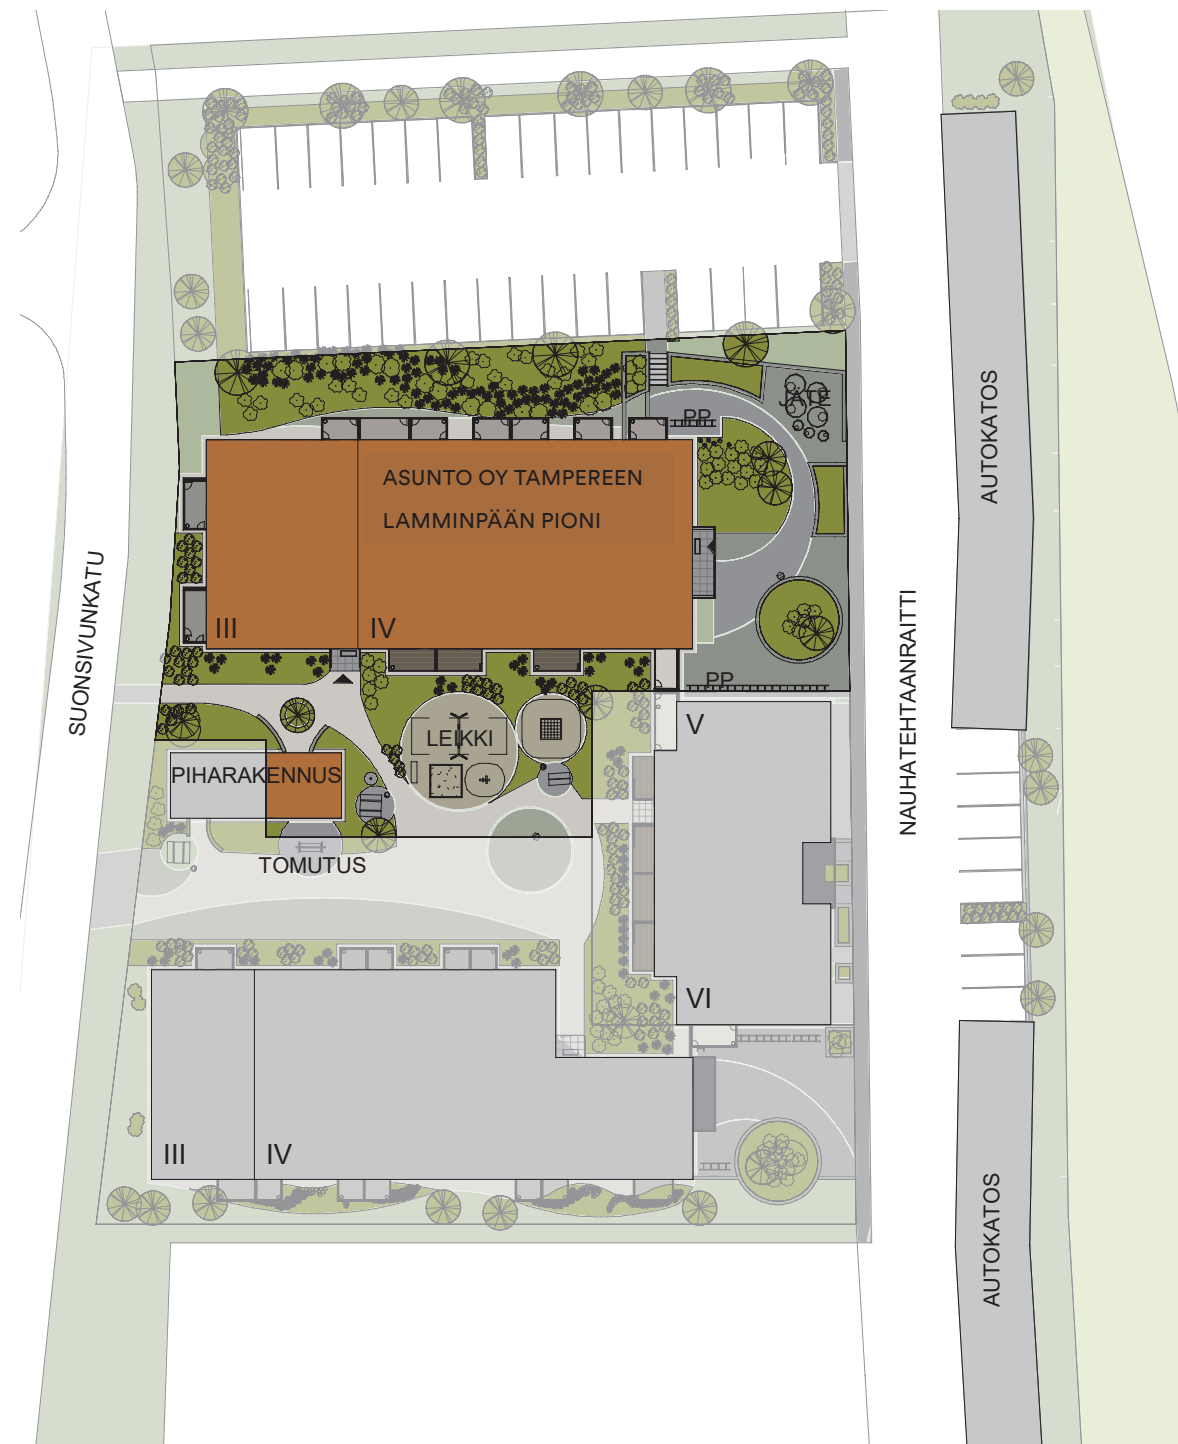 JÄTE
PP
AUTOKATOS
ASUNTO OY TAMPEREEN
LAMMINPÄÄN PIONI
III
IV
SUONSIVUNKATU
NAUHATEHTAANRAITTI
PP
V
LEIKKI
PIHARAKENNUS
TOMUTUS
VI
III
IV
AUTOKATOS